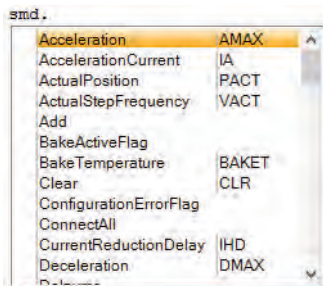 smd.
Acceleration AMAX
AccelerationCurrent IA
ActualPosition PACT
ActualStepFrequency VACT
Add
BakeActiveFlag
BakeTemperature BAKET
Clear CLR
ConfigurationErrorFlag
ConnectAll
CurrentReductionDelay IHD
Deceleration DMAX